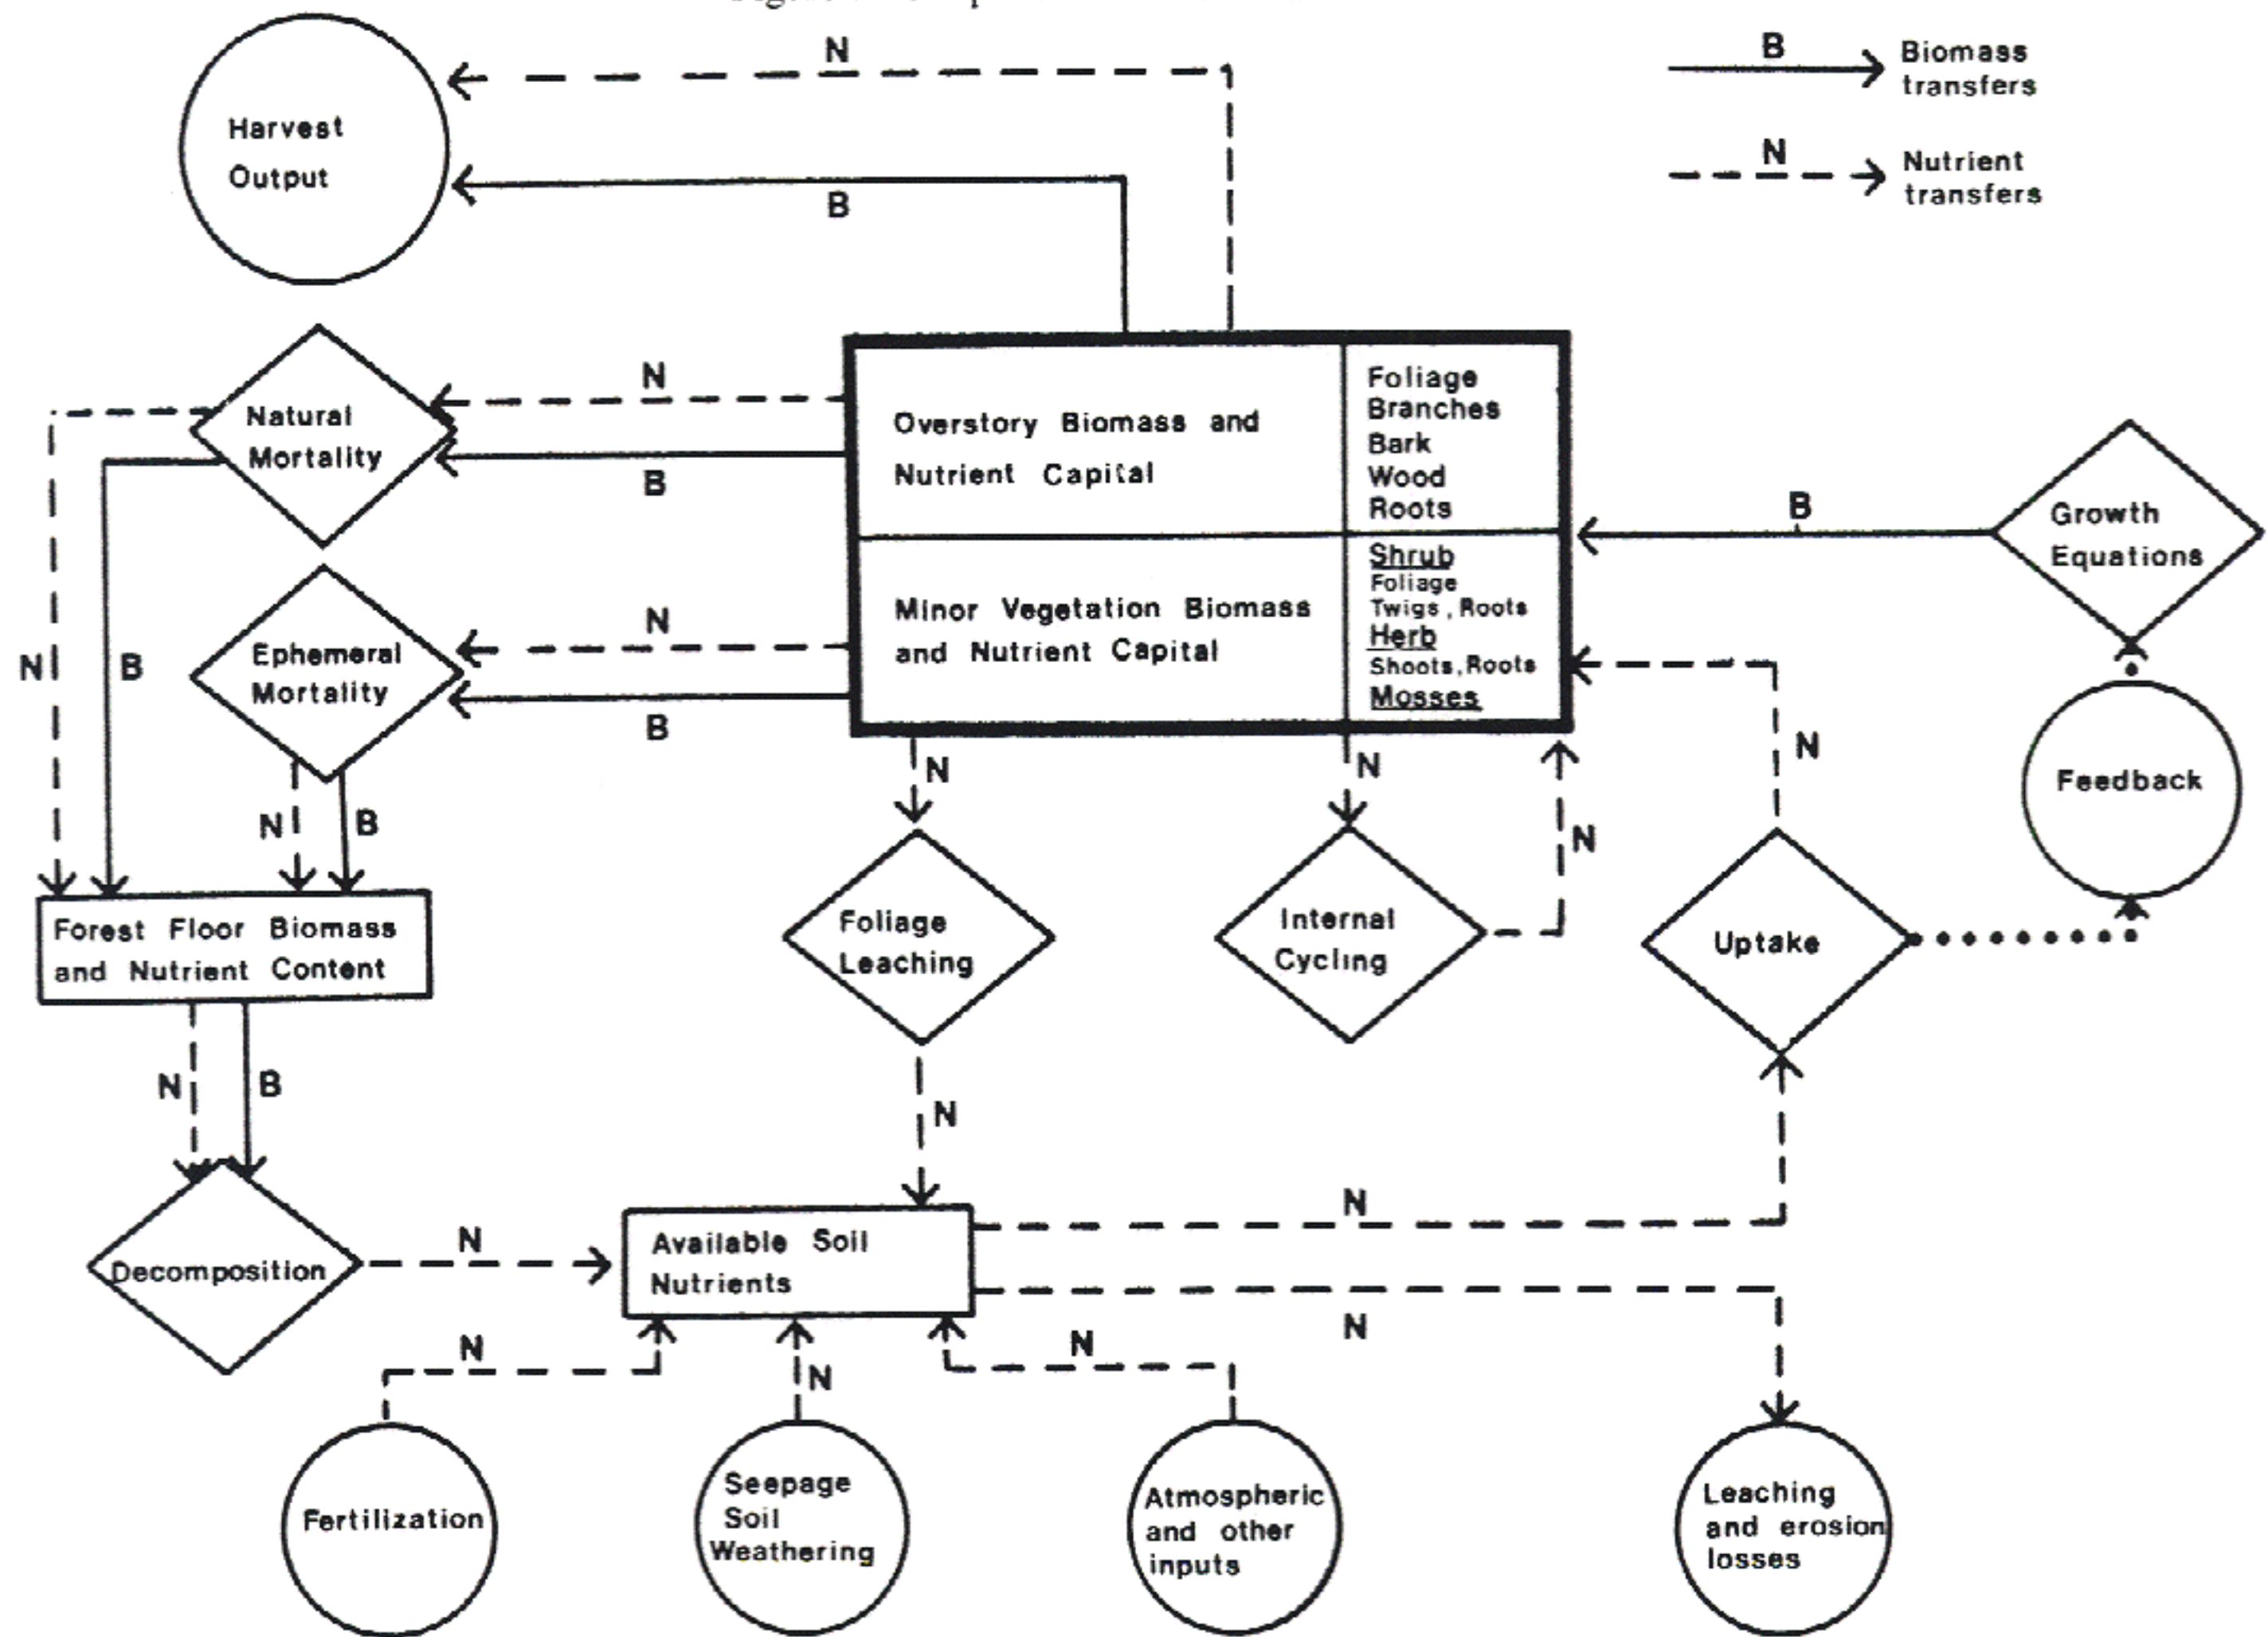 N
B
Biomass
transfers
N
Nutrient
transfers
Harvest
Output
B
N
B
Natural
Mortality
Overstory Biomass and
Nutrient Capital
Foliage
Branches
Bark
Wood
Roots
B
Growth
Equations
N
B
N
B
Ephemeral
Mortality
Minor Vegetation Biomass
and Nutrient Capital
Shrub
Foliage
Twigs, Roots
Herb
Shoots, Roots
Mosses
N
B
N
N
N
N
Feedback
N
B
Forest Floor Biomass
and Nutrient Content
Foliage
Leaching
Internal
Cycling
Uptake
N
B
N
N
N
Decomposition
Available Soil
Nutrients
N
N
N
N
Fertilization
Seepage
Soil
Weathering
Atmospheric
and other
inputs
Leaching
and erosion
losses